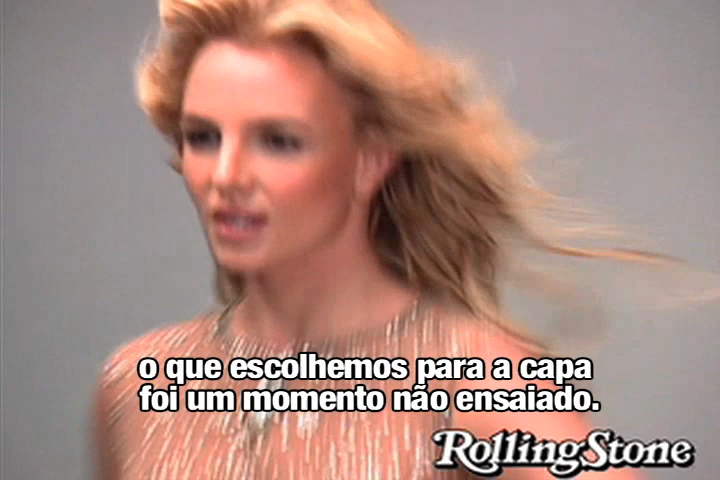 o que escolhemos para a capa
foi um momento não ensaiado.
RollingStone